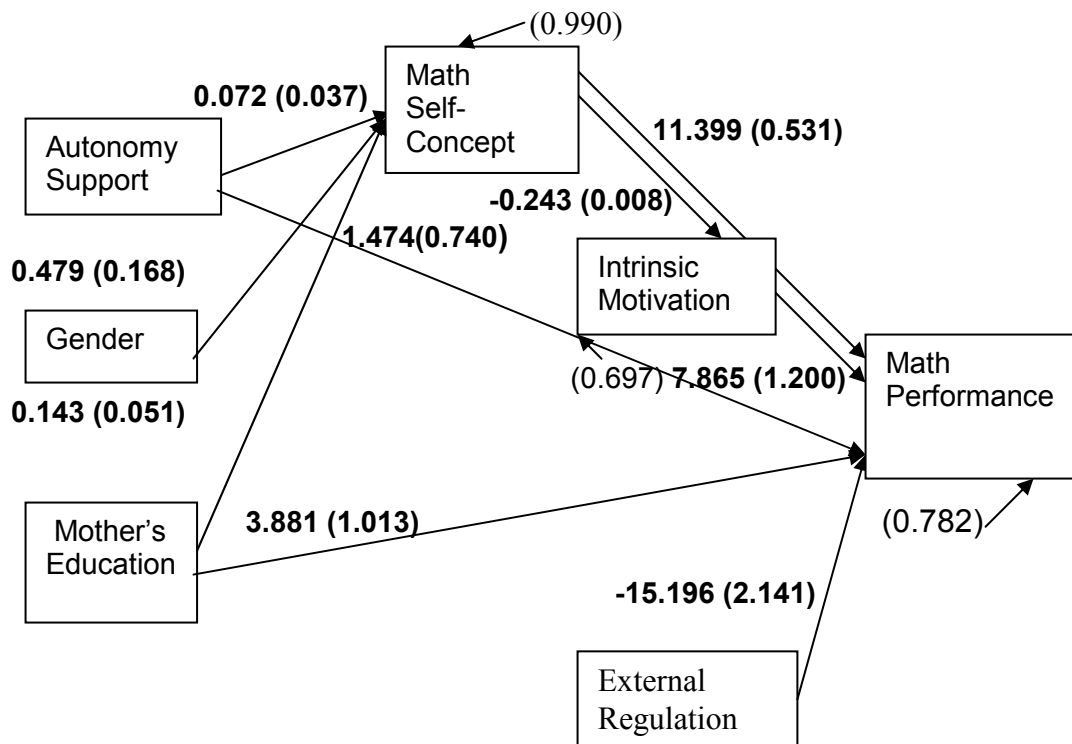 (0.990)
Math
Self-
Concept
0.072 (0.037)
11.399 (0.531)
Autonomy
Support
-0.243 (0.008)
1.474(0.740)
0.479 (0.168)
Intrinsic
Motivation
Gender
Math
Performance
(0.697) 7.865 (1.200)
0.143 (0.051)
Mother’s
Education
3.881 (1.013)
(0.782)
-15.196 (2.141)
External
Regulation